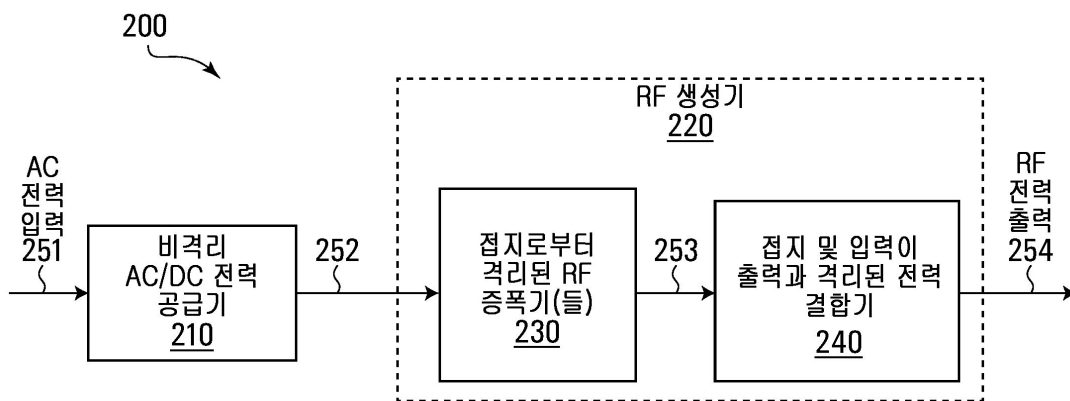 200
RF 생성기
220
AC
전력
입력
251
비격리
AC/DC 전력
공급기
210
252
접지로부터
격리된 RF
증폭기(들)
230
253
접지 및 입력이
출력과 격리된 전력
결합기
240
RF
전력
출력
254